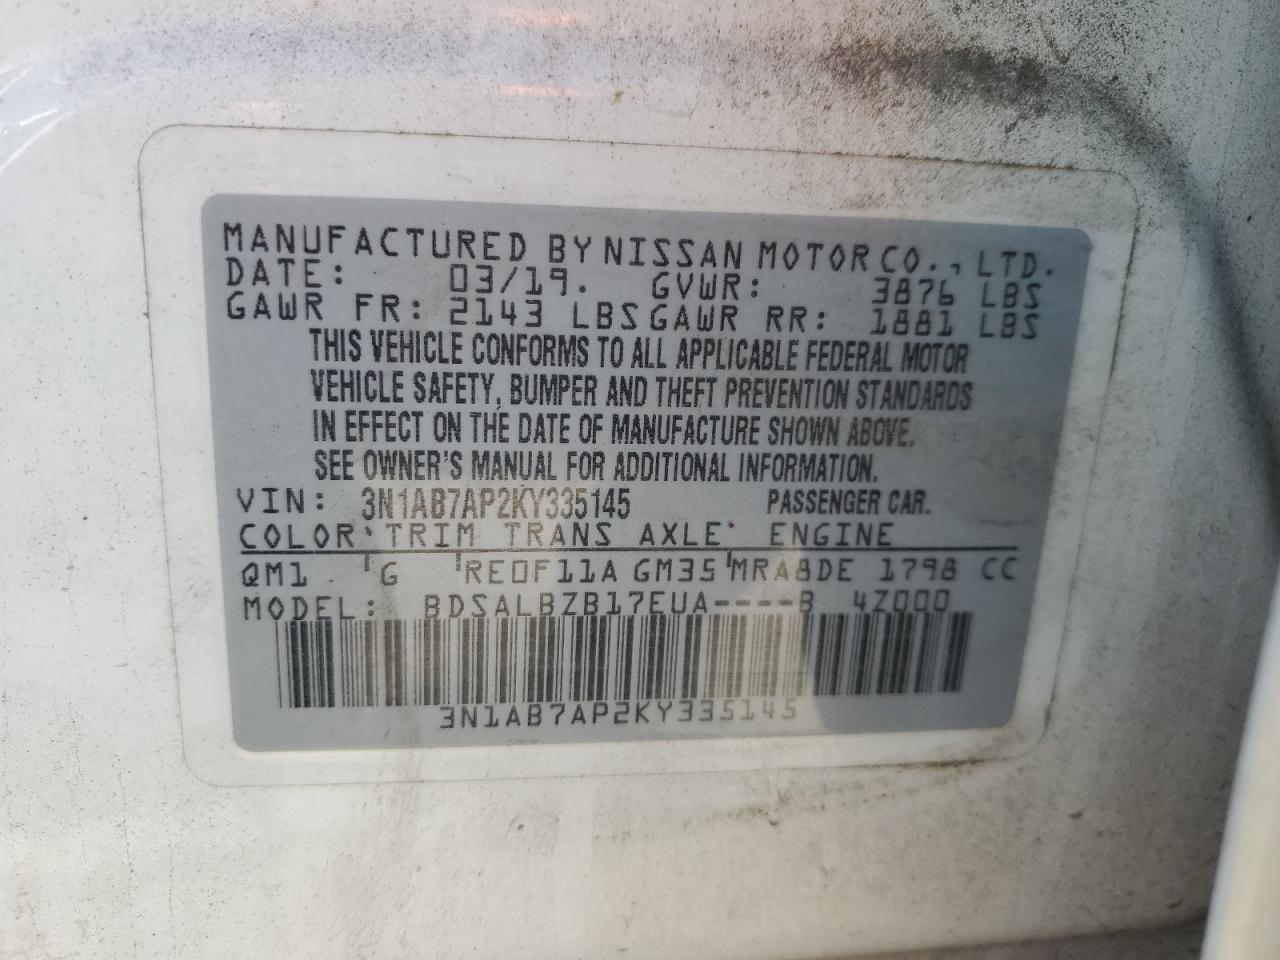 MANUFACTURED BY NISSAN MOTOR CO., LTD.
DATE: 03/19. GVWR: 3876 LBS
GAWR FR: 2143 LBS GAWR RR: 1881 LBS
THIS VEHICLE CONFORMS TO ALL APPLICABLE FEDERAL MOTOR
VEHICLE SAFETY, BUMPER AND THEFT PREVENTION STANDARDS
IN EFFECT ON THE DATE OF MANUFACTURE SHOWN ABOVE.
SEE OWNER'S MANUAL FOR ADDITIONAL INFORMATION.
VIN: 3N1AB7AP2KY335145 PASSENGER CAR.
COLOR TRIM TRANS AXLE ENGINE
QM1 G RE0F11A GM35 MRA8DE 1798 CC
MODEL: BDSALBZB17EUA----B 4Z000
3N1AB7AP2KY335145